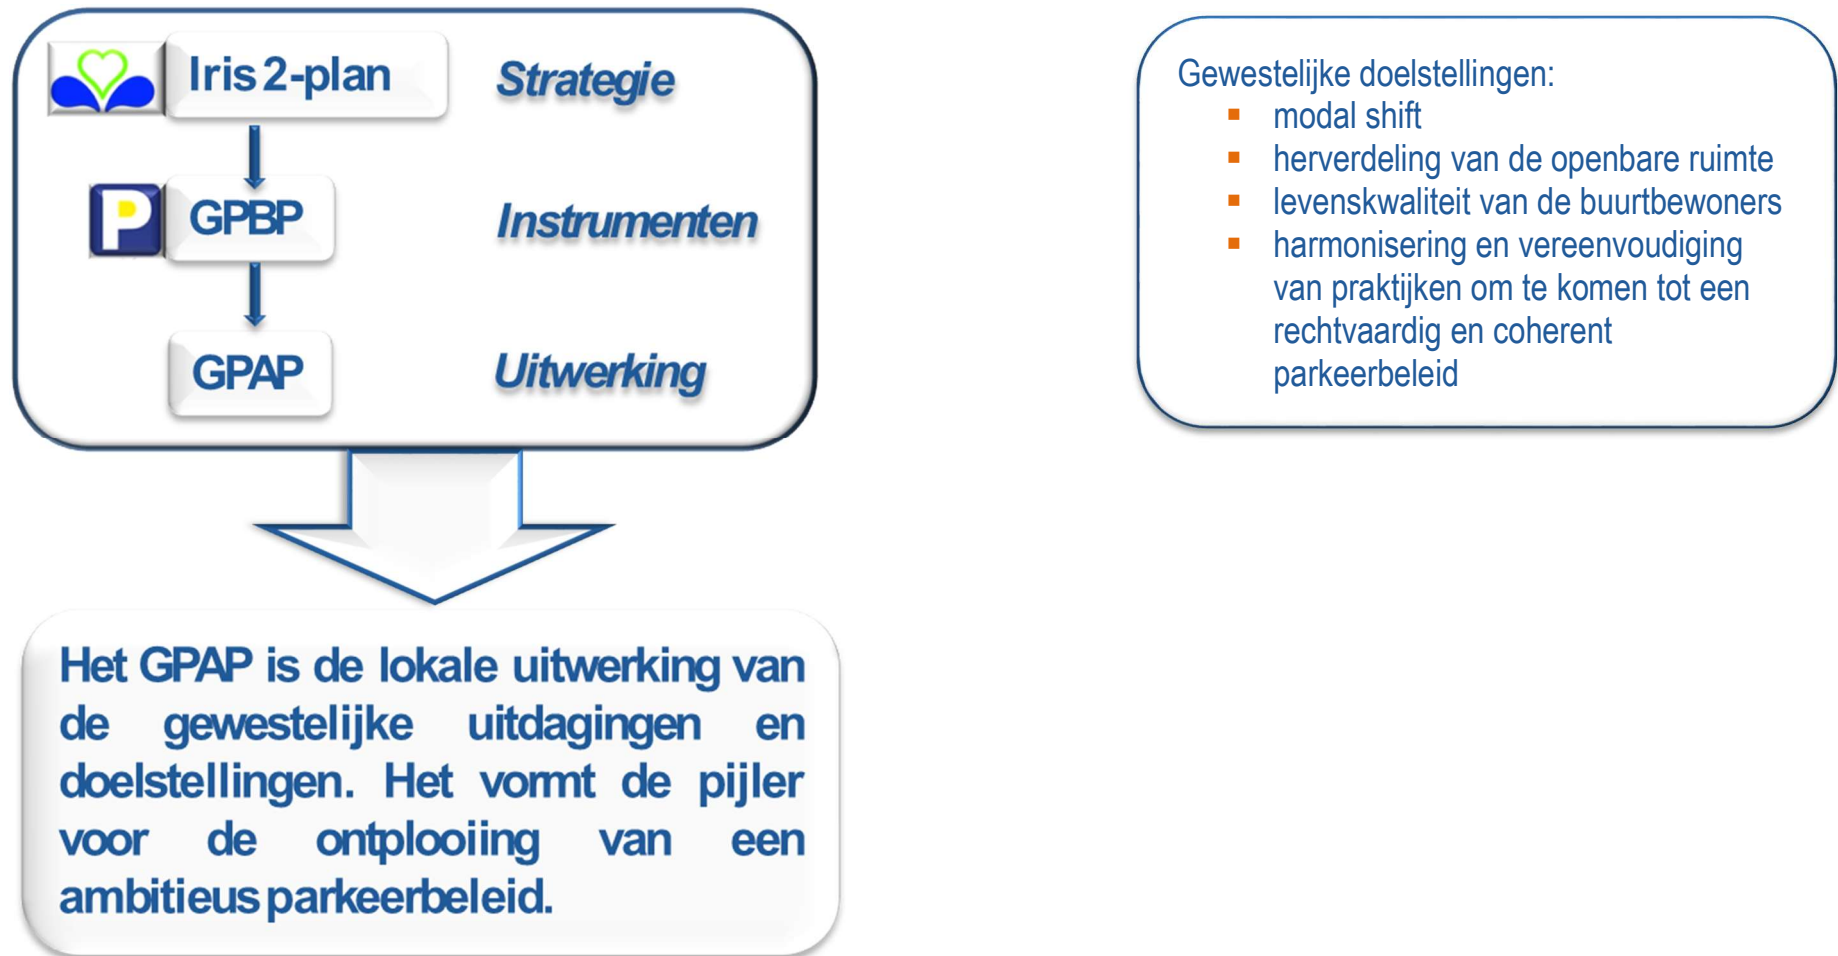 Iris 2-plan Strategie
P GPBP Instrumenten
GPAP Uitwerking
Het GPAP is de lokale uitwerking van
de gewestelijke uitdagingen en
doelstellingen. Het vormt de pijler
voor de ontplooiing van een
ambitieus parkeerbeleid.
Gewestelijke doelstellingen:
▪ modal shift
▪ herverdeling van de openbare ruimte
▪ levenskwaliteit van de buurtbewoners
▪ harmonisering en vereenvoudiging
van praktijken om te komen tot een
rechtvaardig en coherent
parkeerbeleid